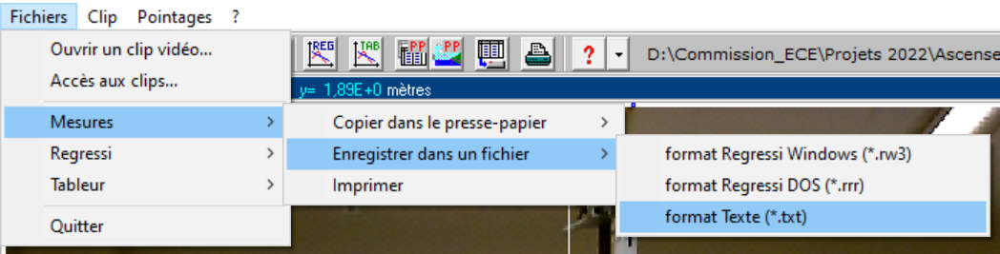 Fichiers Clip Pointages ?
Ouvrir un clip vidéo...
Accès aux clips...
Mesures
Regressi
Tableur
Quitter
REG TAB PP PP ? D:\Commission_ECE\Projets 2022\Ascense
y= 1,89E+0 mètres
Copier dans le presse-papier
Enregistrer dans un fichier
Imprimer
format Regressi Windows (*.rw3)
format Regressi DOS (*.rrr)
format Texte (*.txt)